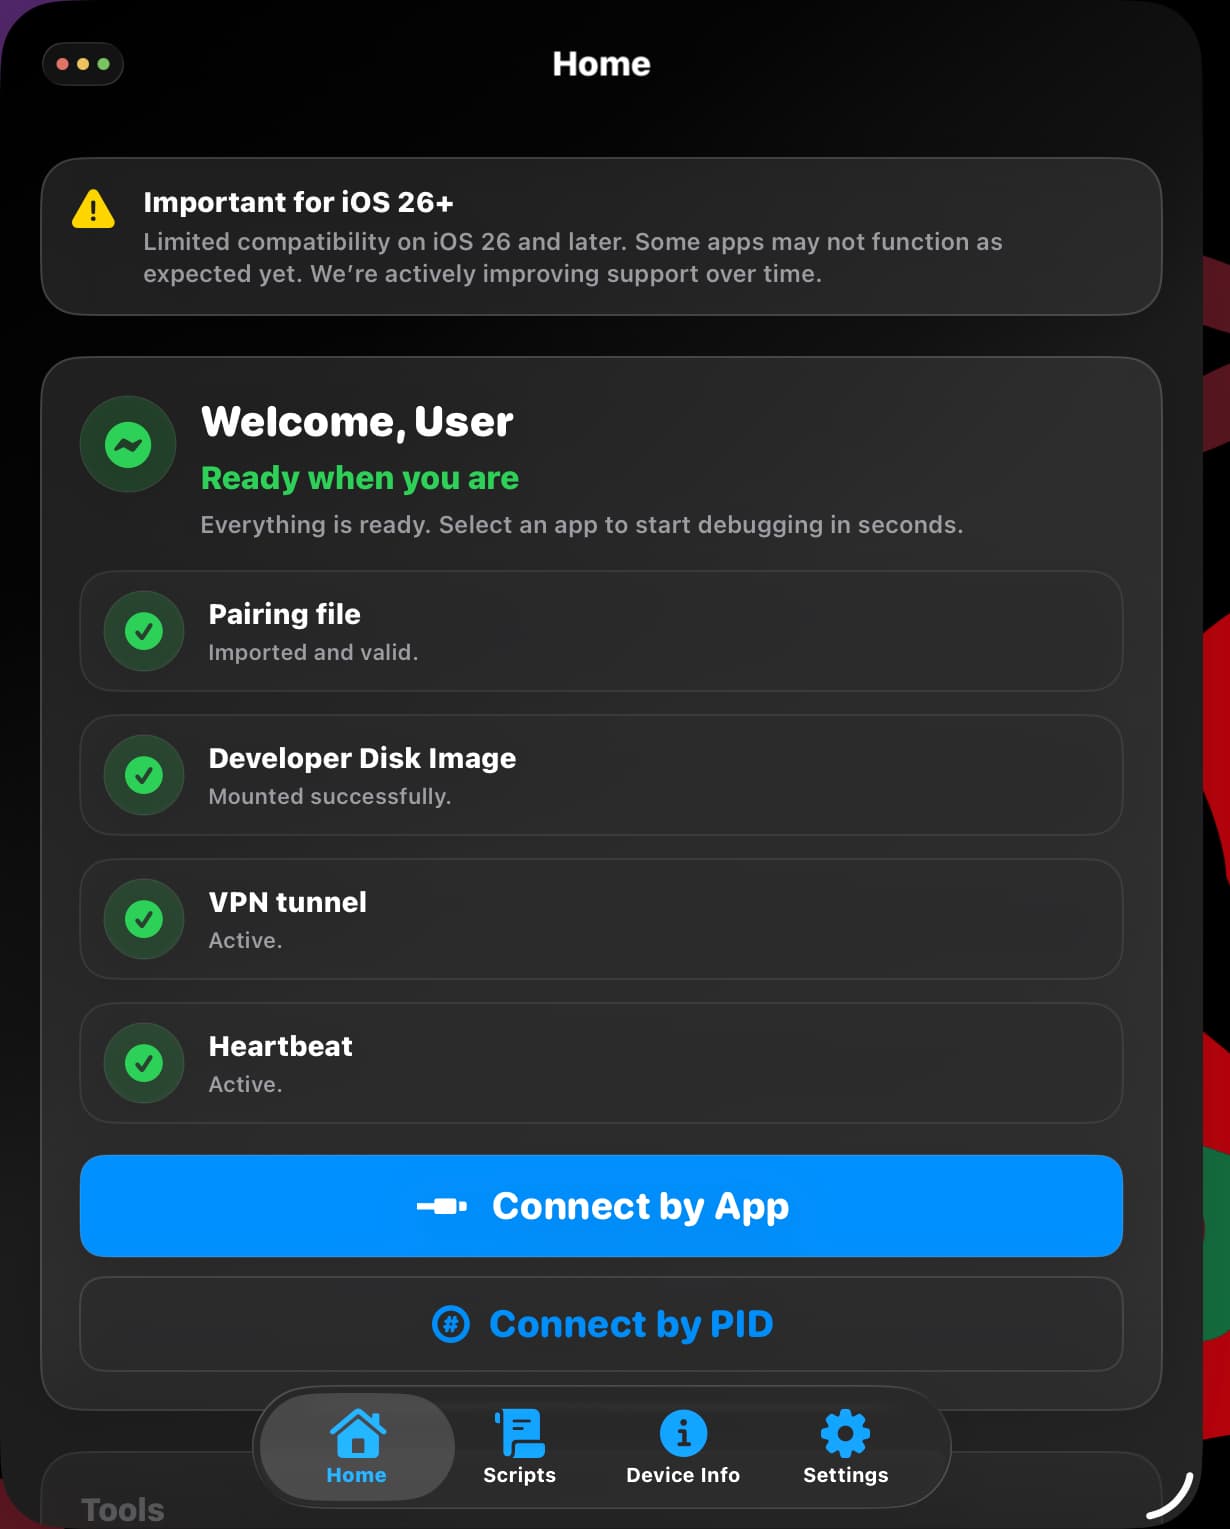 Home
Important for iOS 26+
Limited compatibility on iOS 26 and later. Some apps may not function as
expected yet. We’re actively improving support over time.
Welcome, User
Ready when you are
Everything is ready. Select an app to start debugging in seconds.
Pairing file
Imported and valid.
Developer Disk Image
Mounted successfully.
VPN tunnel
Active.
Heartbeat
Active.
Connect by App
# Connect by PID
Home
Scripts
Device Info
Settings
Tools